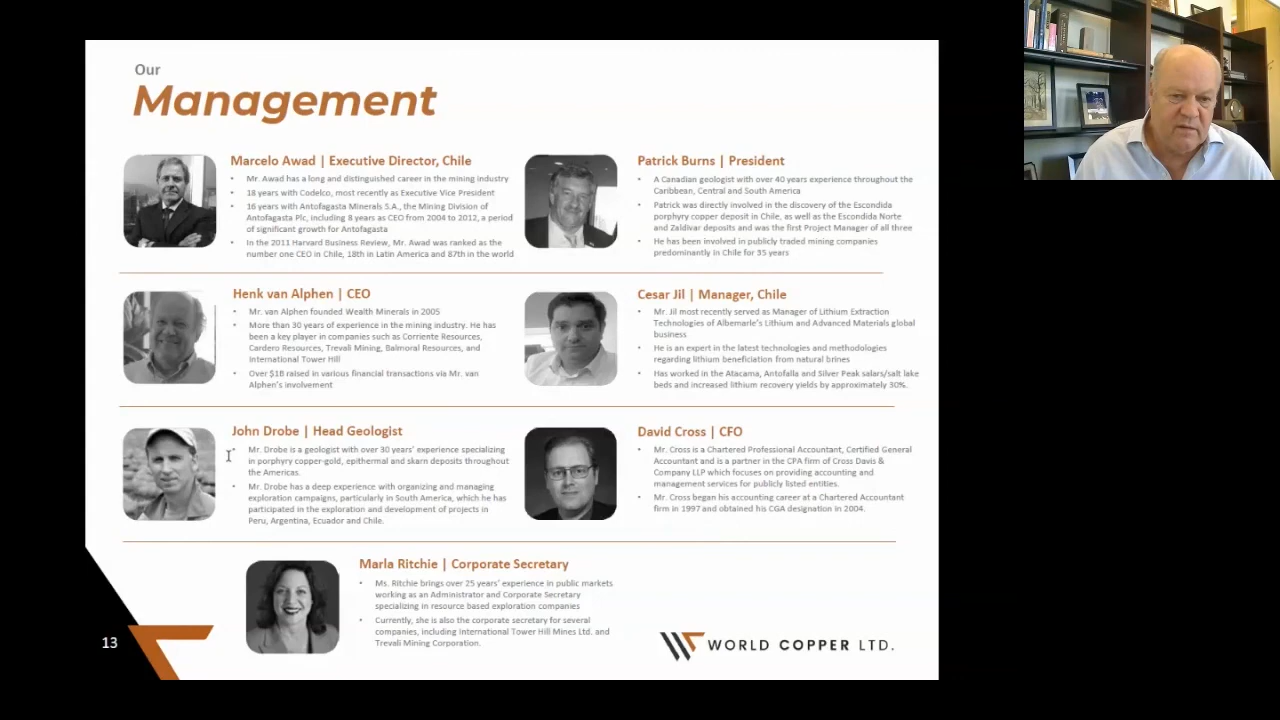 Our
Management
Marcelo Awad | Executive Director, Chile
• Mr. Awad has a long and distinguished career in the mining industry
• 18 years with Codelco, most recently as Executive Vice President
• 16 years with Antofagasta Minerals S.A., the Mining Division of
Antofagasta Plc, including 8 years as CEO from 2004 to 2012, a period
of significant growth for Antofagasta
• In the 2011 Harvard Business Review, Mr. Awad was ranked as the
number one CEO in Chile, 18th in Latin America and 87th in the world
Patrick Burns | President
• A Canadian geologist with over 40 years experience throughout the
Caribbean, Central and South America
• Patrick was directly involved in the discovery of the Escondida
porphyry copper deposit in Chile, as well as the Escondida Norte
and Zaldivar deposits and was the first Project Manager of all three
• He has been involved in publicly traded mining companies
predominantly in Chile for 35 years
Henk van Alphen | CEO
• Mr. van Alphen founded Wealth Minerals in 2005
• More than 30 years of experience in the mining industry. He has
been a key player in companies such as Corriente Resources,
Cardero Resources, Trevali Mining, Balmoral Resources, and
International Tower Hill
• Over $1B raised in various financial transactions via Mr. van
Alphen's involvement
Cesar Jil | Manager, Chile
• Mr. Jil most recently served as Manager of Lithium Extraction
Technologies of Albemarle's Lithium and Advanced Materials global
business
• He is an expert in the latest technologies and methodologies
regarding lithium beneficiation from natural brines
• Has worked in the Atacama, Antofalla and Silver Peak salars/salt lake
beds and increased lithium recovery yields by approximately 30%.
John Drobe | Head Geologist
• Mr. Drobe is a geologist with over 30 years' experience specializing
in porphyry copper-gold, epithermal and skarn deposits throughout
the Americas.
• Mr. Drobe has a deep experience with organizing and managing
exploration campaigns, particularly in South America, which he has
participated in the exploration and development of projects in
Peru, Argentina, Ecuador and Chile.
David Cross | CFO
• Mr. Cross is a Chartered Professional Accountant, Certified General
Accountant and is a partner in the CPA firm of Cross Davis &
Company LLP which focuses on providing accounting and
management services for publicly listed entities.
• Mr. Cross began his accounting career at a Chartered Accountant
firm in 1997 and obtained his CGA designation in 2004.
Marla Ritchie | Corporate Secretary
• Ms. Ritchie brings over 25 years' experience in public markets
working as an Administrator and Corporate Secretary
specializing in resource based exploration companies
• Currently, she is also the corporate secretary for several
companies, including International Tower Hill Mines Ltd. and
Trevali Mining Corporation.
13
WORLD COPPER LTD.